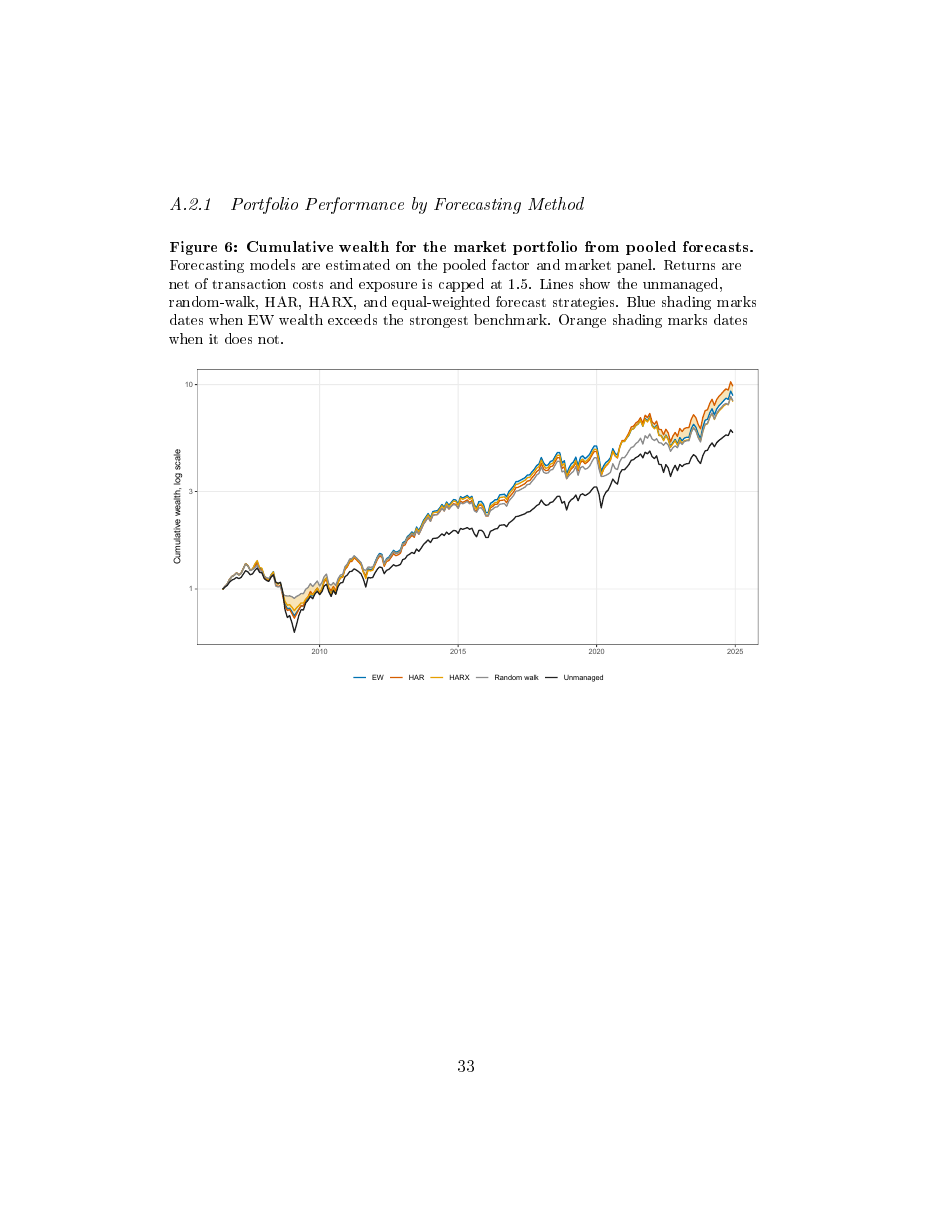 A.2.1 Portfolio Performance by Forecasting Method
Figure 6: Cumulative wealth for the market portfolio from pooled forecasts.
Forecasting models are estimated on the pooled factor and market panel. Returns are
net of transaction costs and exposure is capped at 1.5. Lines show the unmanaged,
random-walk, HAR, HARX, and equal-weighted forecast strategies. Blue shading marks
dates when EW wealth exceeds the strongest benchmark. Orange shading marks dates
when it does not.
10
3
1
Cumulative wealth, log scale
2010 2015 2020 2025
EW HAR HARX Random walk Unmanaged
33